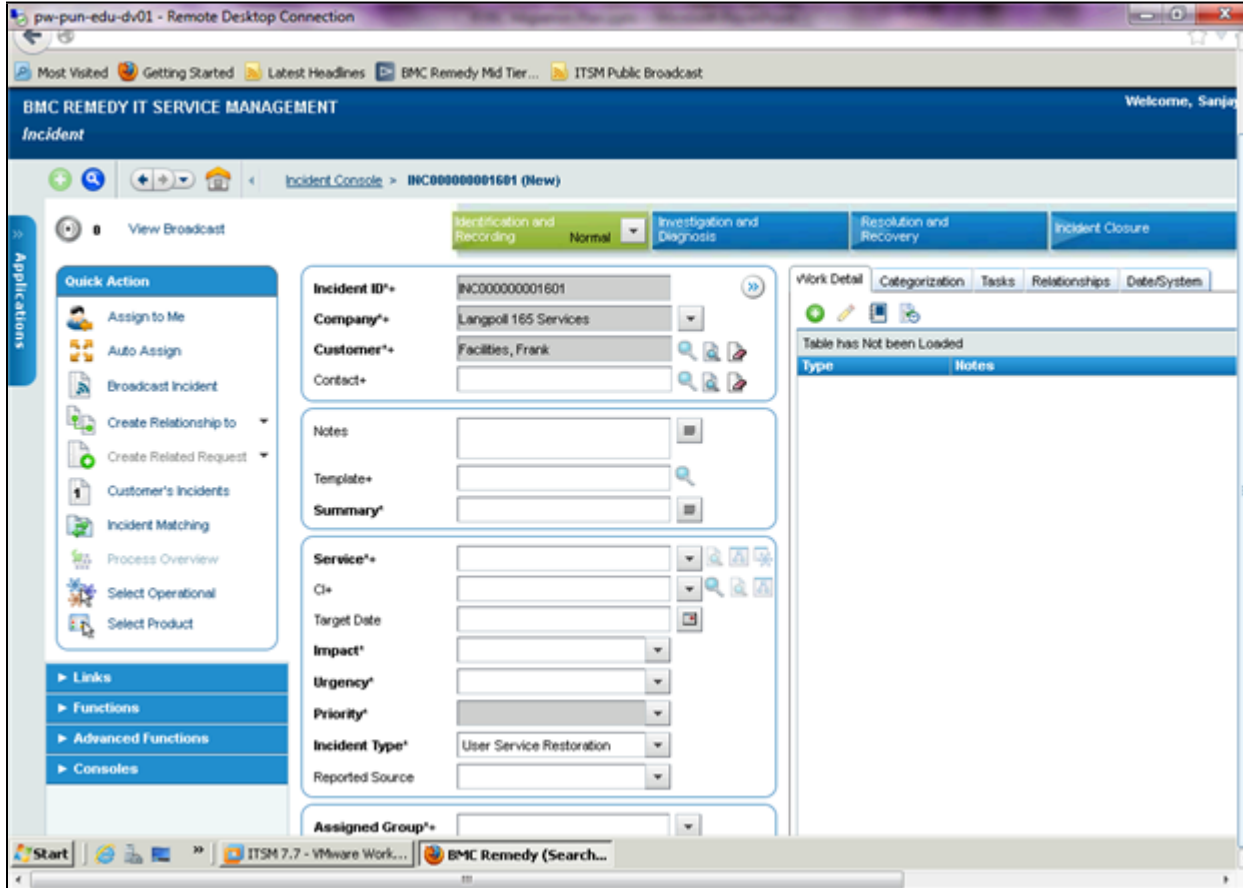 pw-pun-edu-dv01 - Remote Desktop Connection
Most Visited Getting Started Latest Headlines BMC Remedy Mid Tier... ITSM Public Broadcast
BMC REMEDY IT SERVICE MANAGEMENT Welcome, Sanjay
Incident
Incident Console > INC000000001601 (New)
0 View Broadcast
Identification and Recording Normal
Investigation and Diagnosis
Resolution and Recovery
Incident Closure
Applications
Quick Action
Assign to Me
Auto Assign
Broadcast Incident
Create Relationship to
Create Related Request
Customer's Incidents
Incident Matching
Process Overview
Select Operational
Select Product
Links
Functions
Advanced Functions
Consoles
Incident ID*+ INC000000001601
Company*+ Langpoll 165 Services
Customer*+ Facilities, Frank
Contact+
Notes
Template+
Summary*
Service*+
CI+
Target Date
Impact*
Urgency*
Priority*
Incident Type* User Service Restoration
Reported Source
Assigned Group*+
Work Detail Categorization Tasks Relationships Date/System
Table has Not been Loaded
Type Notes
Start ITSM 7.7 - VMware Work... BMC Remedy (Search...